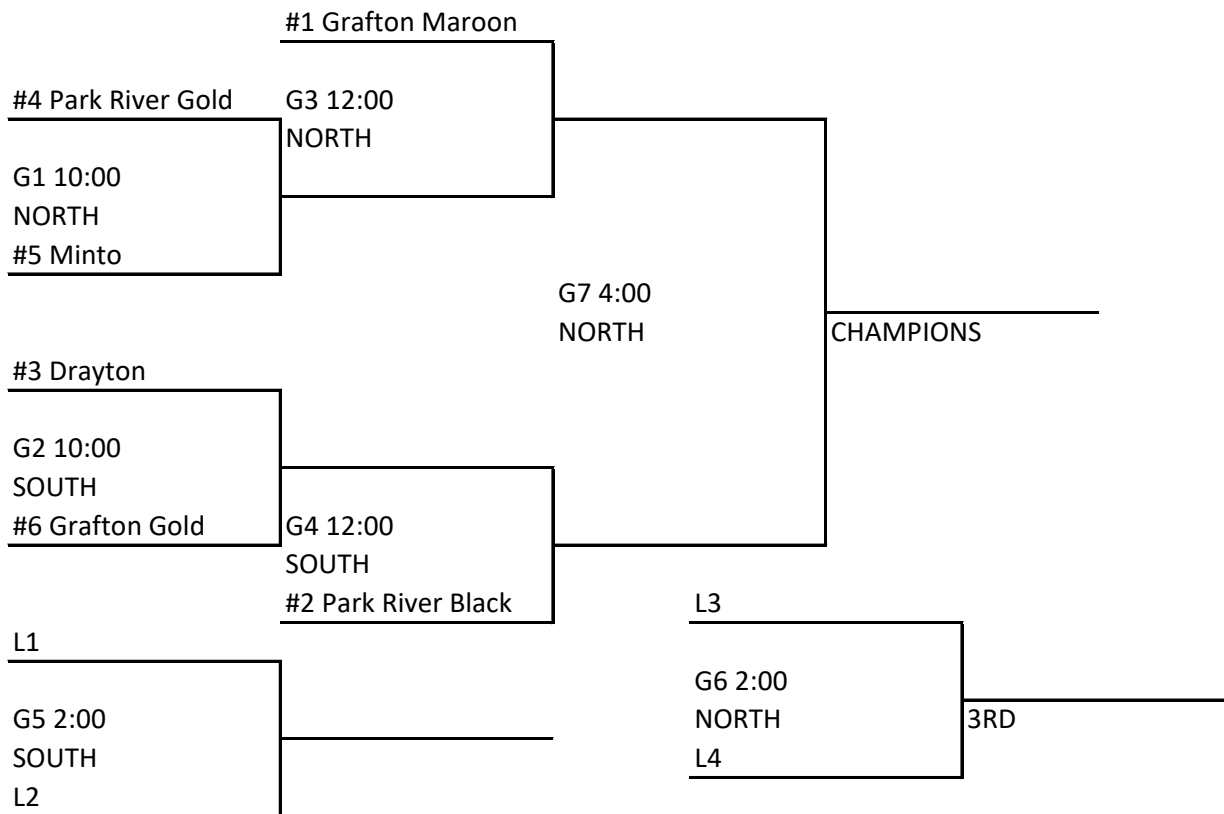 #1 Grafton Maroon
#4 Park River Gold
G3 12:00
NORTH
G1 10:00
NORTH
#5 Minto
G7 4:00
NORTH
CHAMPIONS
#3 Drayton
G2 10:00
SOUTH
#6 Grafton Gold
G4 12:00
SOUTH
#2 Park River Black
L1
G5 2:00
SOUTH
L2
L3
G6 2:00
NORTH
3RD
L4